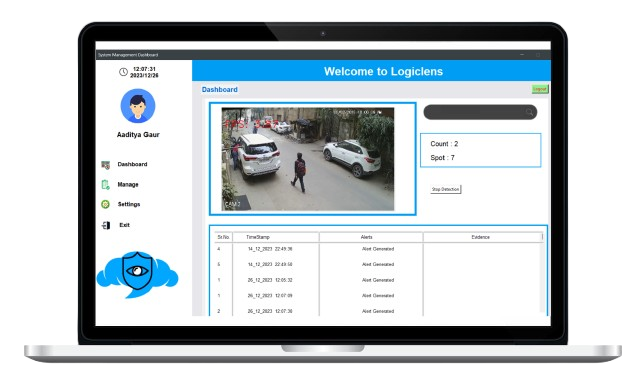 System Management Dashboard
12:07:31
2023/12/26
Welcome to Logiclens
Dashboard
Logout
Aaditya Gaur
Count : 2
Spot : 7
Stop Detection
Dashboard
Manage
Settings
Exit
CAM 2
Sr.No. TimeStamp Alerts Evidence
4 14_12_2023 22:49:36 Alert Generated
5 14_12_2023 22:49:50 Alert Generated
1 26_12_2023 12:05:32 Alert Generated
1 26_12_2023 12:07:09 Alert Generated
2 26_12_2023 12:07:30 Alert Generated